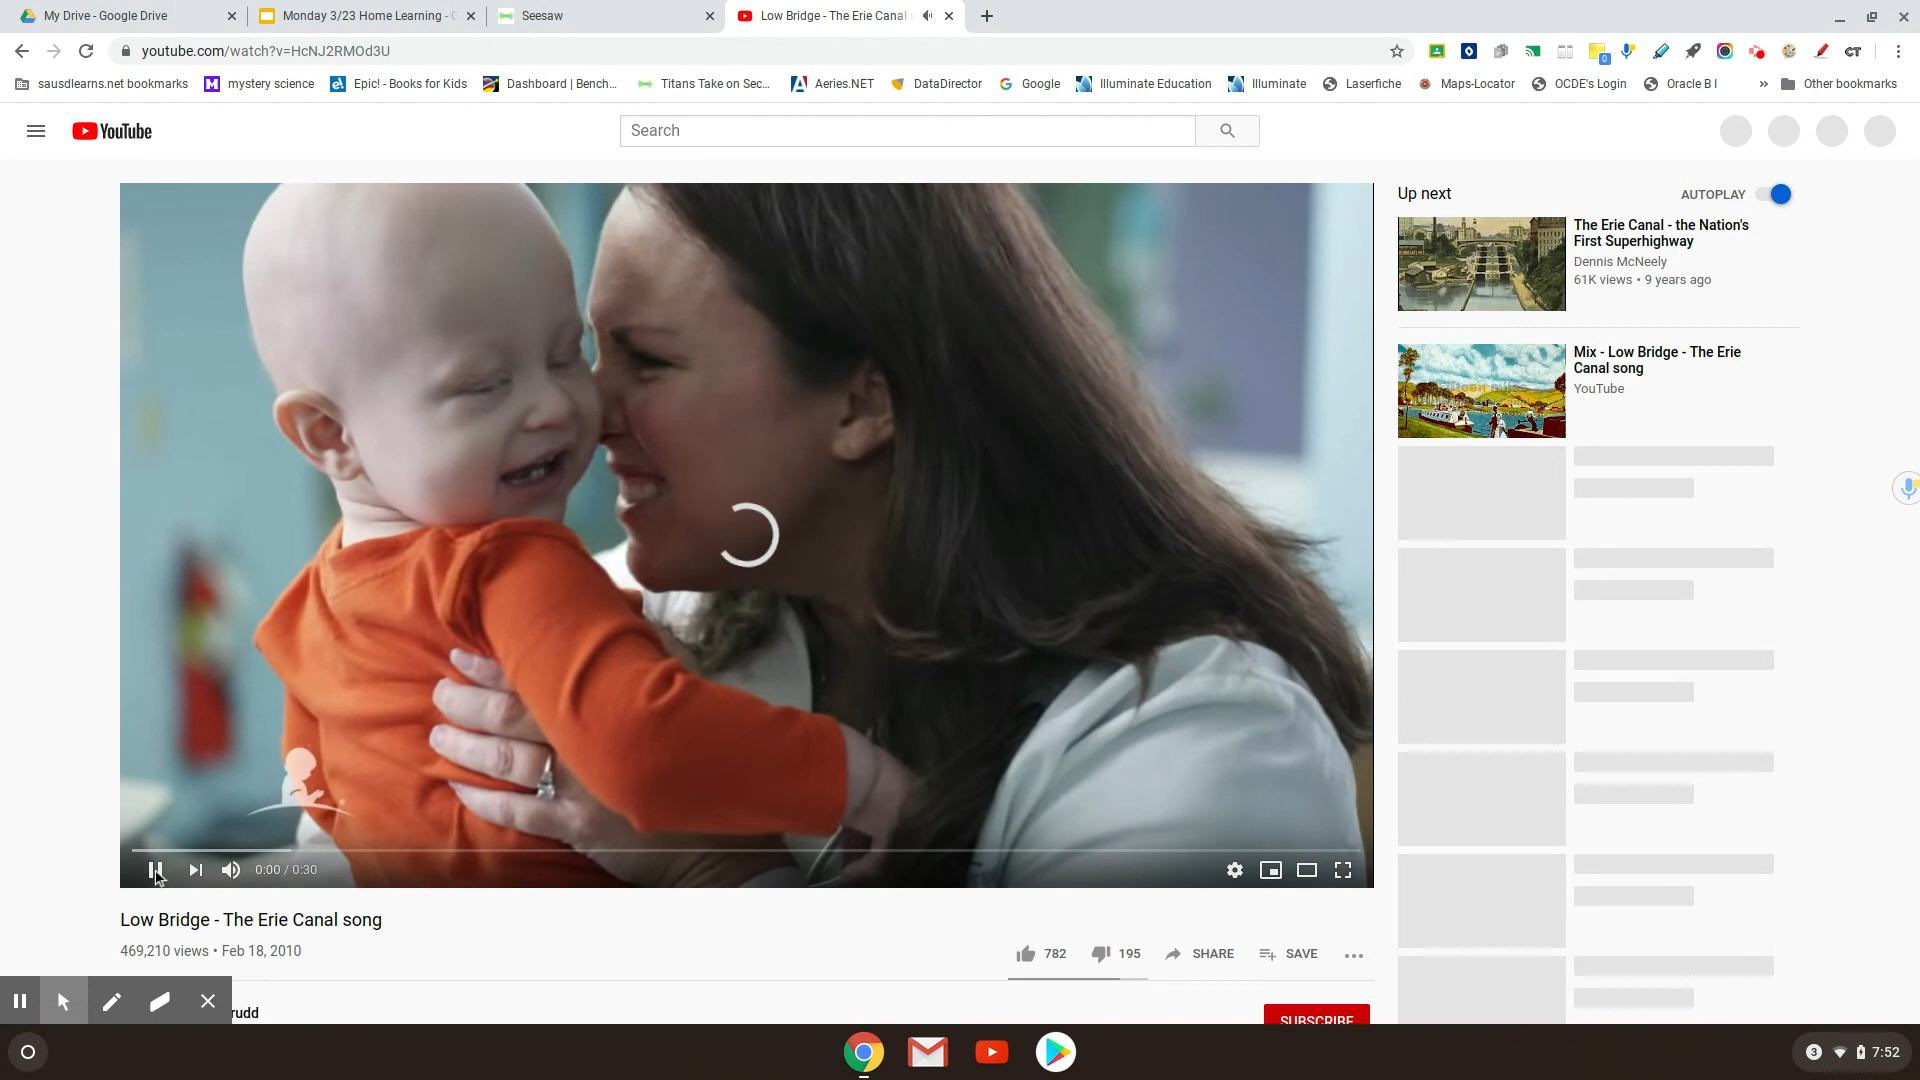 My Drive - Google Drive
Monday 3/23 Home Learning - G
Seesaw
Low Bridge - The Erie Canal s
youtube.com/watch?v=HcNJ2RMOd3U
0
CT
sausdlearns.net bookmarks
mystery science
Epic! - Books for Kids
Dashboard | Bench...
Titans Take on Sec...
Aeries.NET
DataDirector
Google
Illuminate Education
Illuminate
Laserfiche
Maps-Locator
OCDE's Login
Oracle B I
Other bookmarks
YouTube
Search
Up next
AUTOPLAY
The Erie Canal - the Nation's
First Superhighway
Dennis McNeely
61K views • 9 years ago
Mix - Low Bridge - The Erie
Canal song
YouTube
0:00 / 0:30
Low Bridge - The Erie Canal song
469,210 views • Feb 18, 2010
782
195
SHARE
SAVE
rudd
SUBSCRIBE
3
7:52